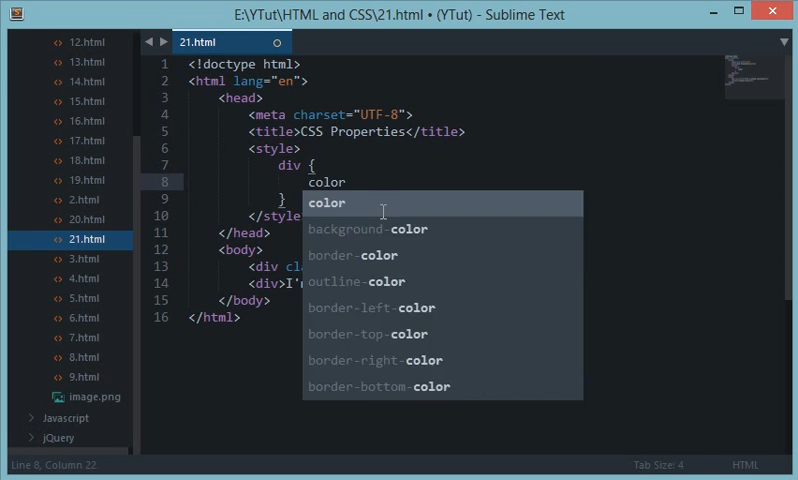 E:\YTut\HTML and CSS\21.html • (YTut) - Sublime Text
12.html
13.html
14.html
15.html
16.html
17.html
18.html
19.html
2.html
20.html
21.html
3.html
4.html
5.html
6.html
7.html
8.html
9.html
image.png
Javascript
jQuery
21.html
1 <!doctype html>
2 <html lang="en">
3 <head>
4 <meta charset="UTF-8">
5 <title>CSS Properties</title>
6 <style>
7 div {
8 color
9 }
10 </style
11 </head>
12 <body>
13 <div cla
14 <div>I'm
15 </body>
16 </html>
color
background-color
border-color
outline-color
border-left-color
border-top-color
border-right-color
border-bottom-color
Line 8, Column 22
Tab Size: 4
HTML